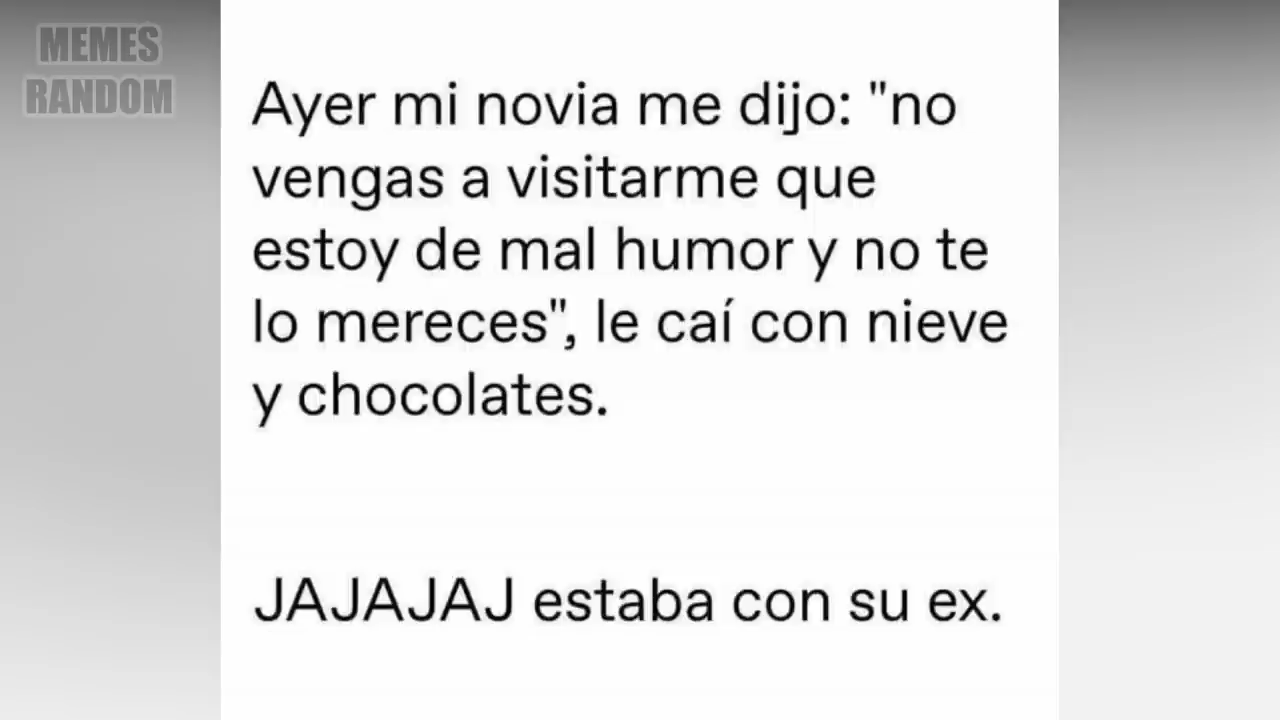 MEMES
RANDOM
Ayer mi novia me dijo: "no
vengas a visitarme que
estoy de mal humor y no te
lo mereces", le caí con nieve
y chocolates.
JAJAJAJ estaba con su ex.